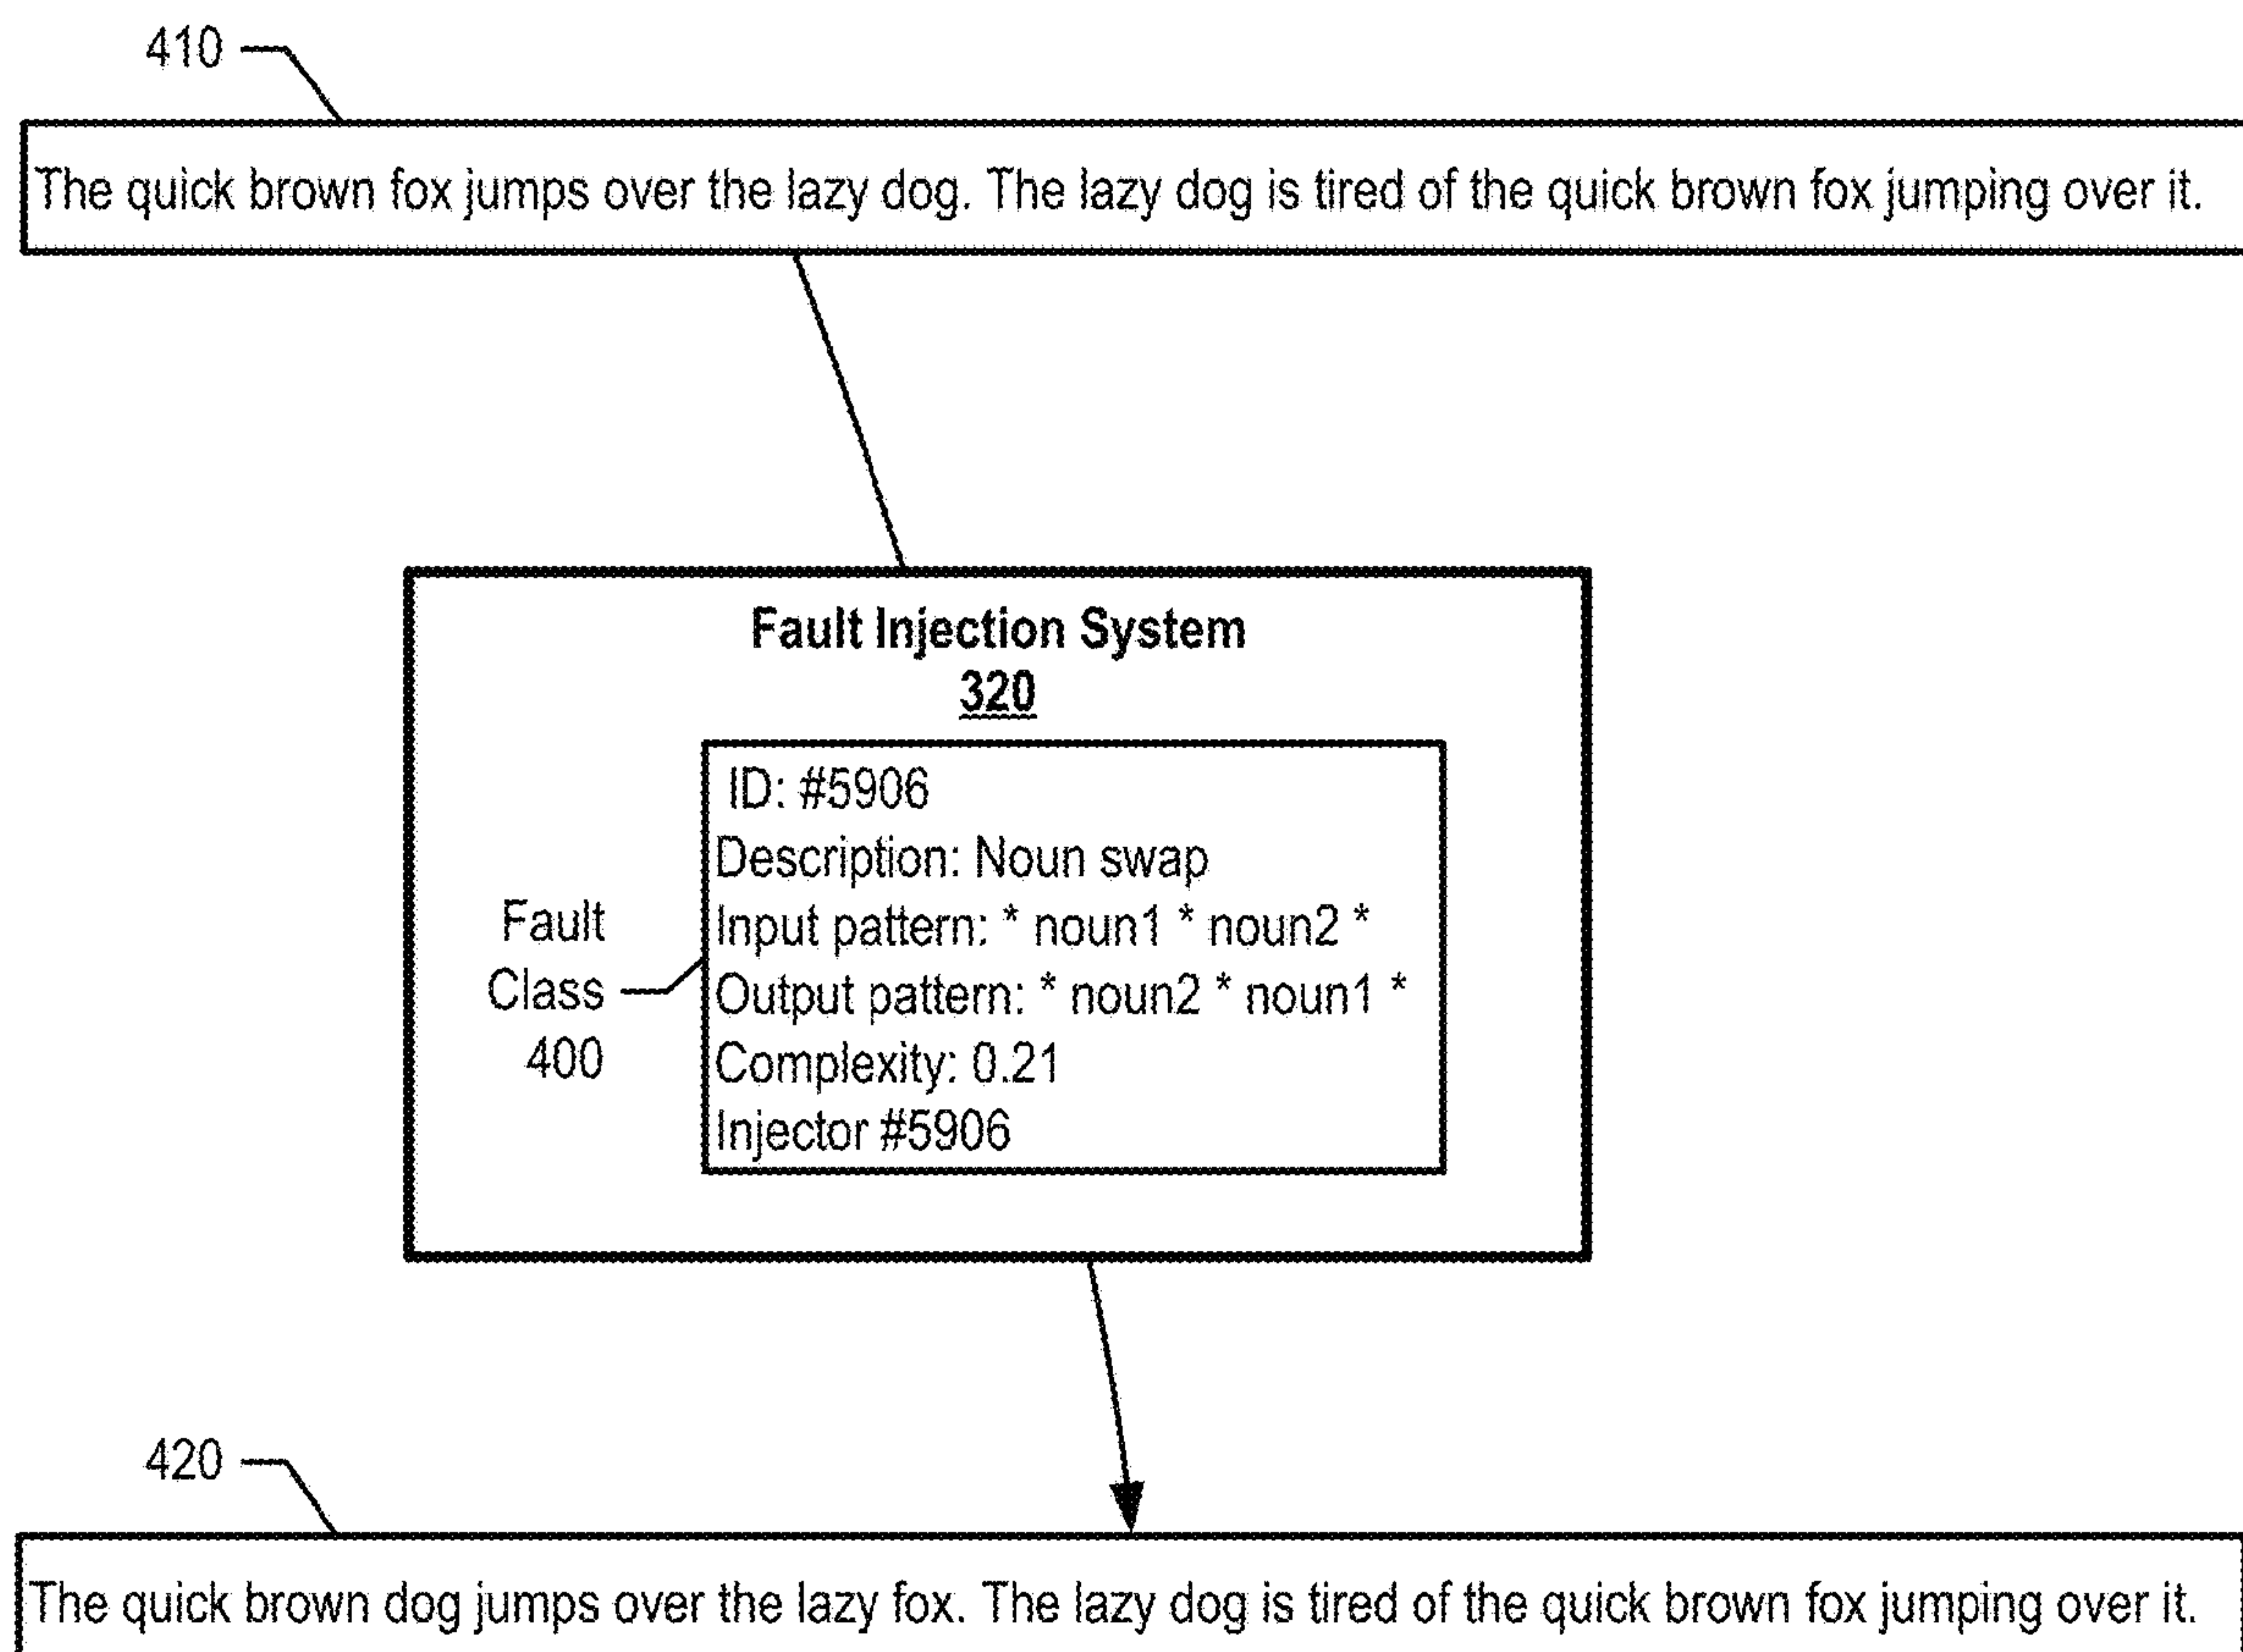 410
The quick brown fox jumps over the lazy dog. The lazy dog is tired of the quick brown fox jumping over it.
Fault Injection System
320
ID: #5906
Description: Noun swap
Input pattern: * noun1 * noun2 *
Output pattern: * noun2 * noun1 *
Complexity: 0.21
Injector #5906
Fault
Class
400
420
The quick brown dog jumps over the lazy fox. The lazy dog is tired of the quick brown fox jumping over it.